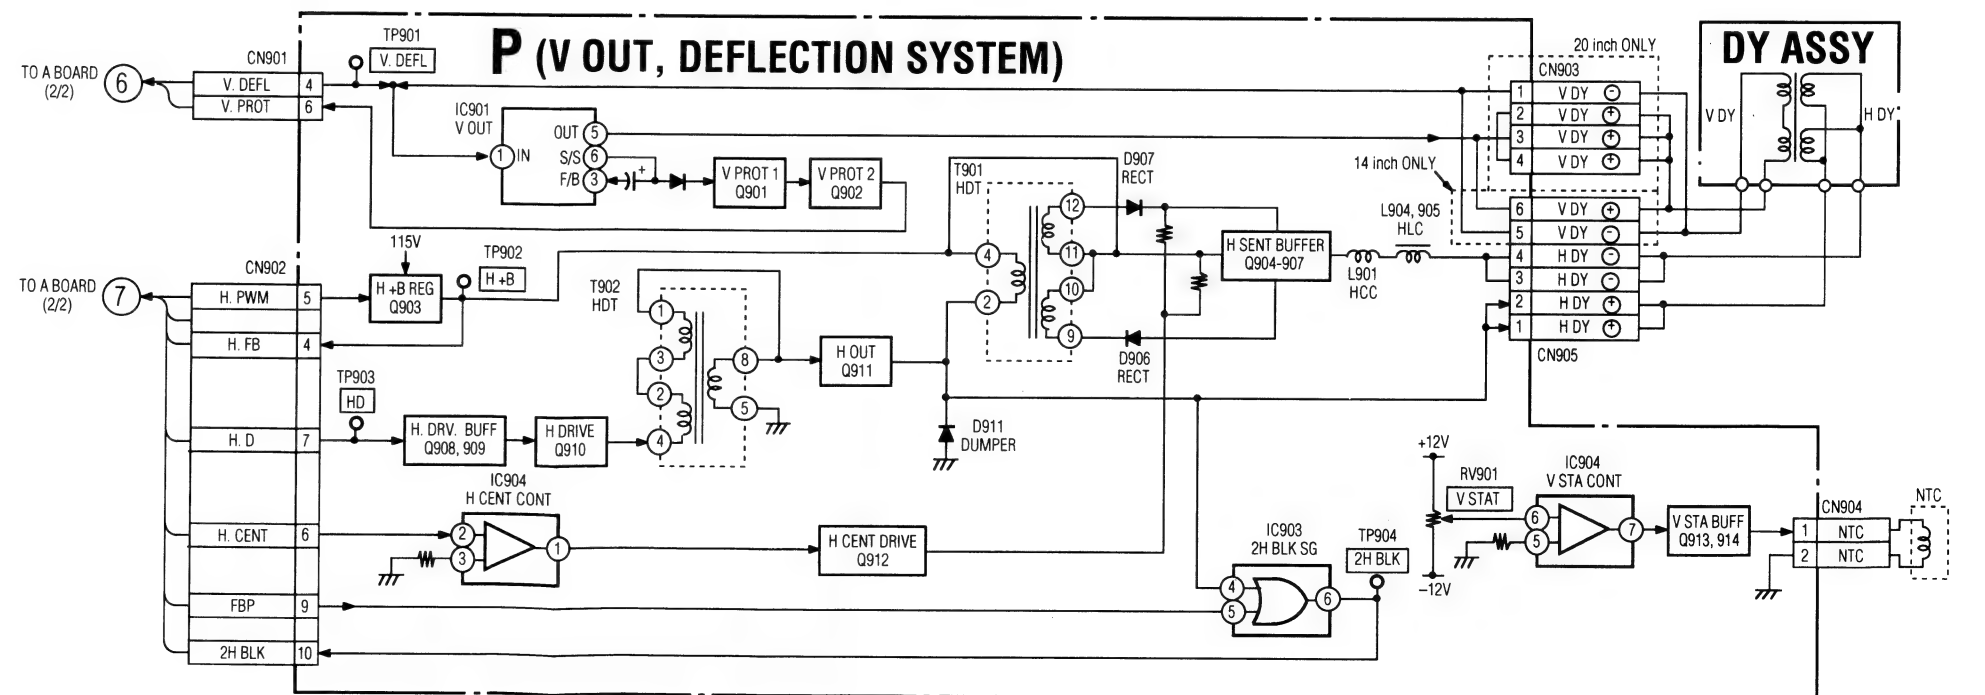 P (V OUT, DEFLECTION SYSTEM)
TO A BOARD
(2/2)
6
CN901
V. DEFL 4
V. PROT 6
TP901
V. DEFL
IC901
V OUT
1 IN
OUT 5
S/S 6
F/B 3
+
V PROT 1
Q901
V PROT 2
Q902
20 inch ONLY
CN903
1 V DY -
2 V DY +
3 V DY +
4 V DY +
14 inch ONLY
6 V DY +
5 V DY -
4 H DY -
3 H DY -
2 H DY +
1 H DY +
CN905
DY ASSY
V DY
H DY
TO A BOARD
(2/2)
7
CN902
H. PWM 5
H. FB 4
H. D 7
H. CENT 6
FBP 9
2H BLK 10
115V
H +B REG
Q903
TP902
H +B
T902
HDT
1
3
2
4
8
5
T901
HDT
4
2
12
11
10
9
D907
RECT
D906
RECT
H SENT BUFFER
Q904-907
L904, 905
HLC
L901
HCC
H OUT
Q911
D911
DUMPER
TP903
HD
H. DRV. BUFF
Q908, 909
H DRIVE
Q910
IC904
H CENT CONT
2
3
1
H CENT DRIVE
Q912
IC903
2H BLK SG
4
5
6
TP904
2H BLK
+12V
RV901
V STAT
−12V
IC904
V STA CONT
6
5
7
V STA BUFF
Q913, 914
CN904
1 NTC
2 NTC
NTC